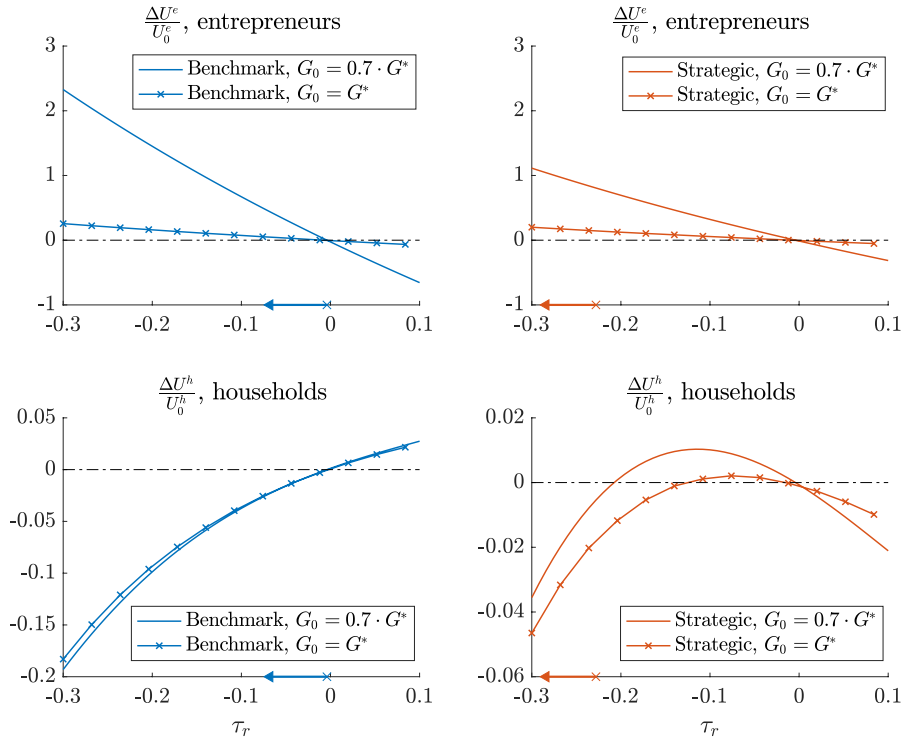 ΔU^e/U_0^e, entrepreneurs
3
2
1
0
-1
-0.3 -0.2 -0.1 0 0.1
Benchmark, G_0 = 0.7 · G*
Benchmark, G_0 = G*
ΔU^e/U_0^e, entrepreneurs
3
2
1
0
-1
-0.3 -0.2 -0.1 0 0.1
Strategic, G_0 = 0.7 · G*
Strategic, G_0 = G*
ΔU^h/U_0^h, households
0.05
0
-0.05
-0.1
-0.15
-0.2
-0.3 -0.2 -0.1 0 0.1
Benchmark, G_0 = 0.7 · G*
Benchmark, G_0 = G*
τ_r
ΔU^h/U_0^h, households
0.02
0
-0.02
-0.04
-0.06
-0.3 -0.2 -0.1 0 0.1
Strategic, G_0 = 0.7 · G*
Strategic, G_0 = G*
τ_r